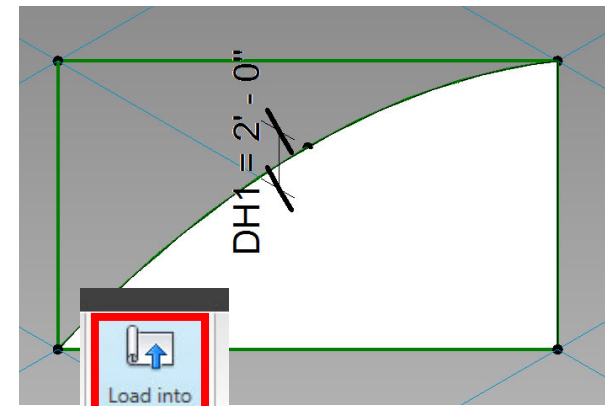 DH1 = 2' - 0"
Load into